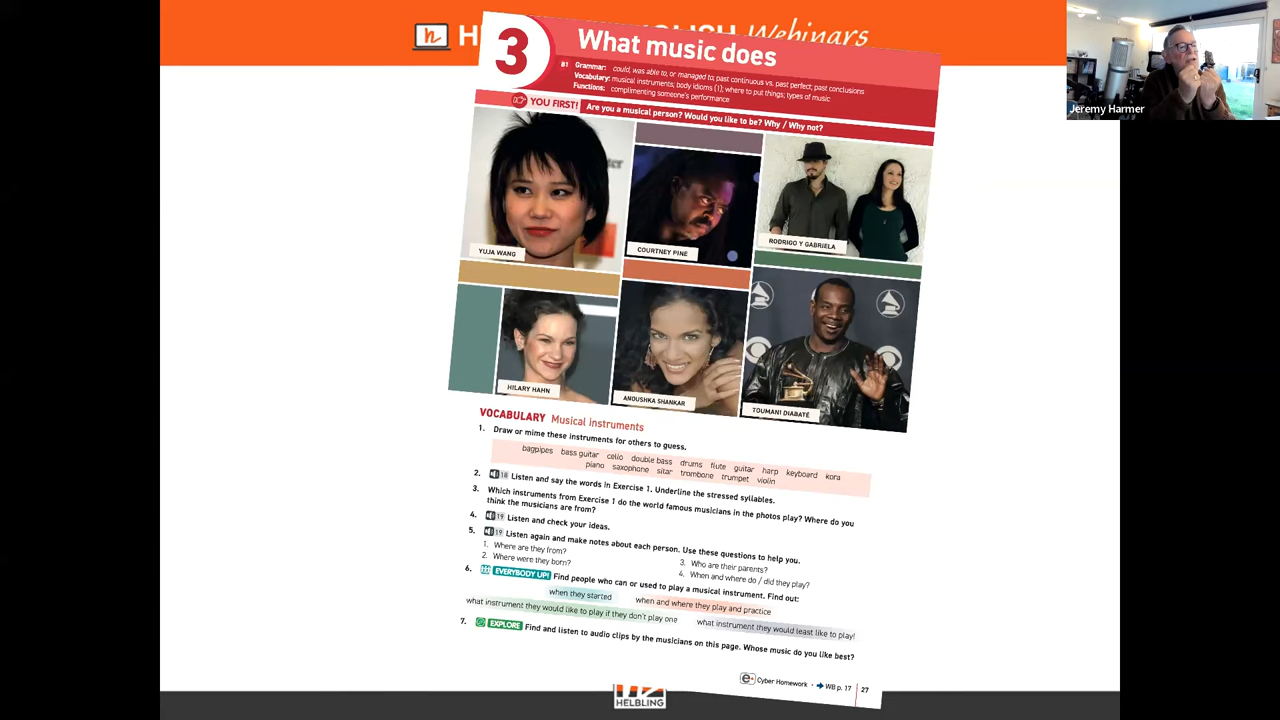 H
ISH Webinars
Jeremy Harmer
3
What music does
B1
Grammar: could, was able to, or managed to; past continuous vs. past perfect; past conclusions
Vocabulary: musical instruments; body idioms (1); where to put things; types of music
Functions: complimenting someone's performance
YOU FIRST! Are you a musical person? Would you like to be? Why / Why not?
YUJA WANG
COURTNEY PINE
RODRIGO Y GABRIELA
HILARY HAHN
ANOUSHKA SHANKAR
TOUMANI DIABATÉ
VOCABULARY Musical instruments
1. Draw or mime these instruments for others to guess.
bagpipes bass guitar cello double bass drums flute guitar harp keyboard kora
piano saxophone sitar trombone trumpet violin
2. 18 Listen and say the words in Exercise 1. Underline the stressed syllables.
3. Which instruments from Exercise 1 do the world famous musicians in the photos play? Where do you
think the musicians are from?
4. 19 Listen and check your ideas.
5. 19 Listen again and make notes about each person. Use these questions to help you.
1. Where are they from?
2. Where were they born?
3. Who are their parents?
4. When and where do / did they play?
6. EVERYBODY UP! Find people who can or used to play a musical instrument. Find out:
when they started
when and where they play and practice
what instrument they would like to play if they don't play one
what instrument they would least like to play!
7. EXPLORE Find and listen to audio clips by the musicians on this page. Whose music do you like best?
e+ Cyber Homework • WB p. 17 27
HELBLING